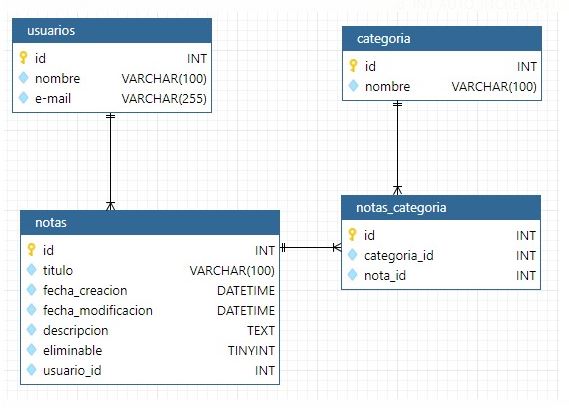 usuarios
id INT
nombre VARCHAR(100)
e-mail VARCHAR(255)
categoria
id INT
nombre VARCHAR(100)
notas
id INT
titulo VARCHAR(100)
fecha_creacion DATETIME
fecha_modificacion DATETIME
descripcion TEXT
eliminable TINYINT
usuario_id INT
notas_categoria
id INT
categoria_id INT
nota_id INT